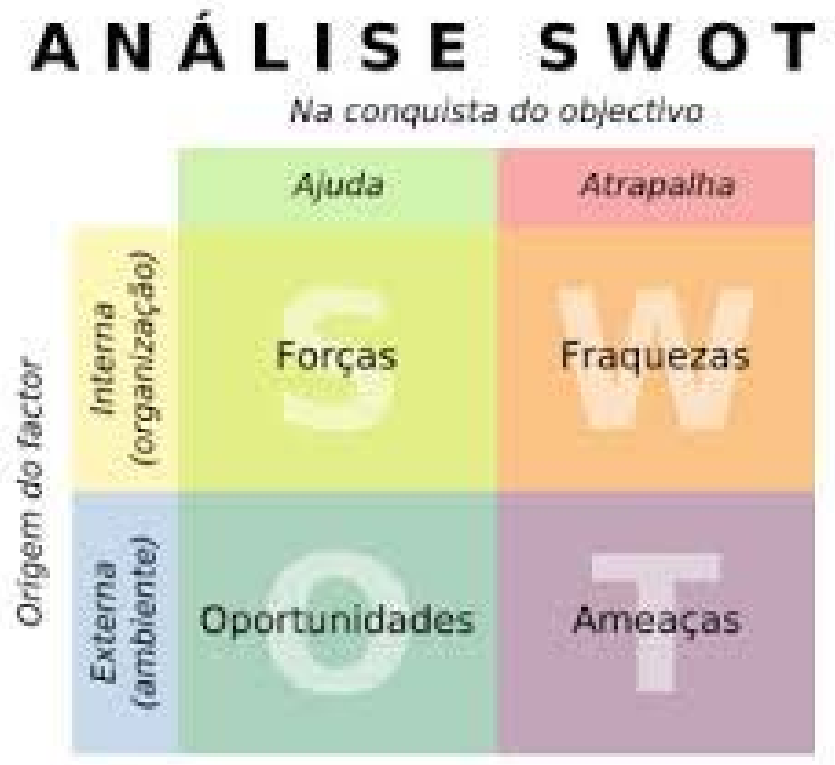 ANÁLISE SWOT
Na conquista do objectivo
Ajuda
Atrapalha
Origem do factor
Interna
(organização)
S
Forças
W
Fraquezas
Externa
(ambiente)
O
Oportunidades
T
Ameaças